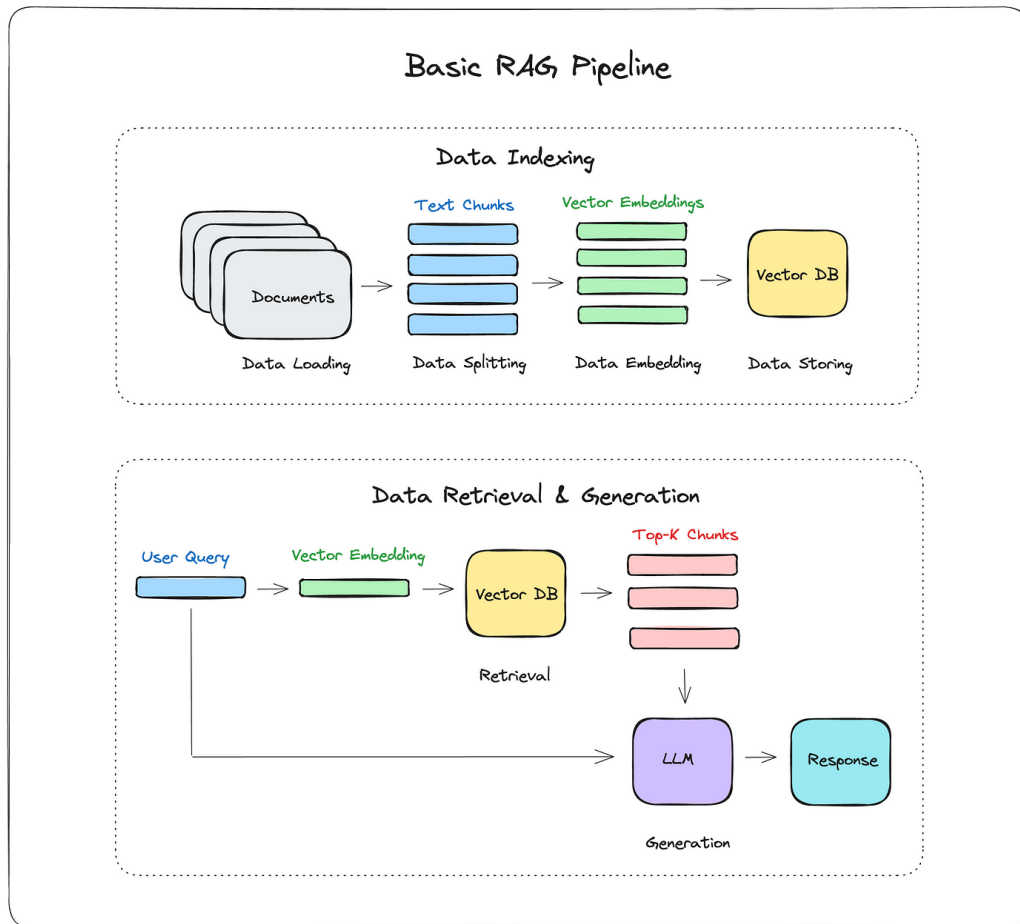 Basic RAG Pipeline
Data Indexing
Text Chunks
Vector Embeddings
Documents
Vector DB
Data Loading
Data Splitting
Data Embedding
Data Storing
Data Retrieval & Generation
User Query
Vector Embedding
Top-K Chunks
Vector DB
Retrieval
LLM
Response
Generation